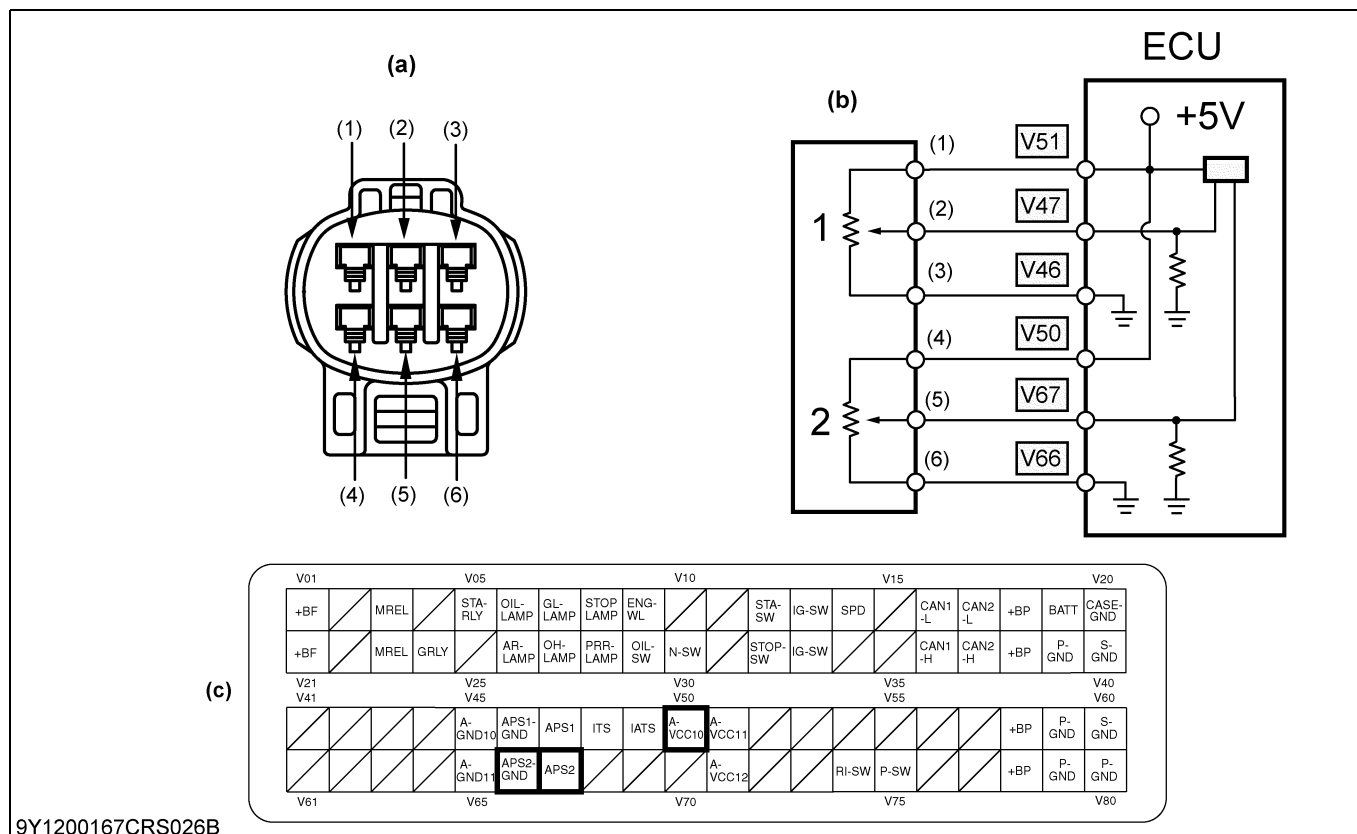 ECU
(a)
(b)
+5V
(1) (2) (3)
(4) (5) (6)
1
2
(1) V51
(2) V47
(3) V46
(4) V50
(5) V67
(6) V66
(c)
V01 V05 V10 V15 V20
+BF MREL STA-RLY OIL-LAMP GL-LAMP STOP LAMP ENG-WL STA-SW IG-SW SPD CAN1-L CAN2-L +BP BATT CASE-GND
+BF MREL GRLY AR-LAMP OH-LAMP PRR-LAMP OIL-SW N-SW STOP-SW IG-SW CAN1-H CAN2-H +BP P-GND S-GND
V21 V25 V30 V35 V40
V41 V45 V50 V55 V60
A-GND10 APS1-GND APS1 ITS IATS A-VCC10 A-VCC11 +BP P-GND S-GND
A-GND11 APS2-GND APS2 A-VCC12 RI-SW P-SW +BP P-GND P-GND
V61 V65 V70 V75 V80
9Y1200167CRS026B